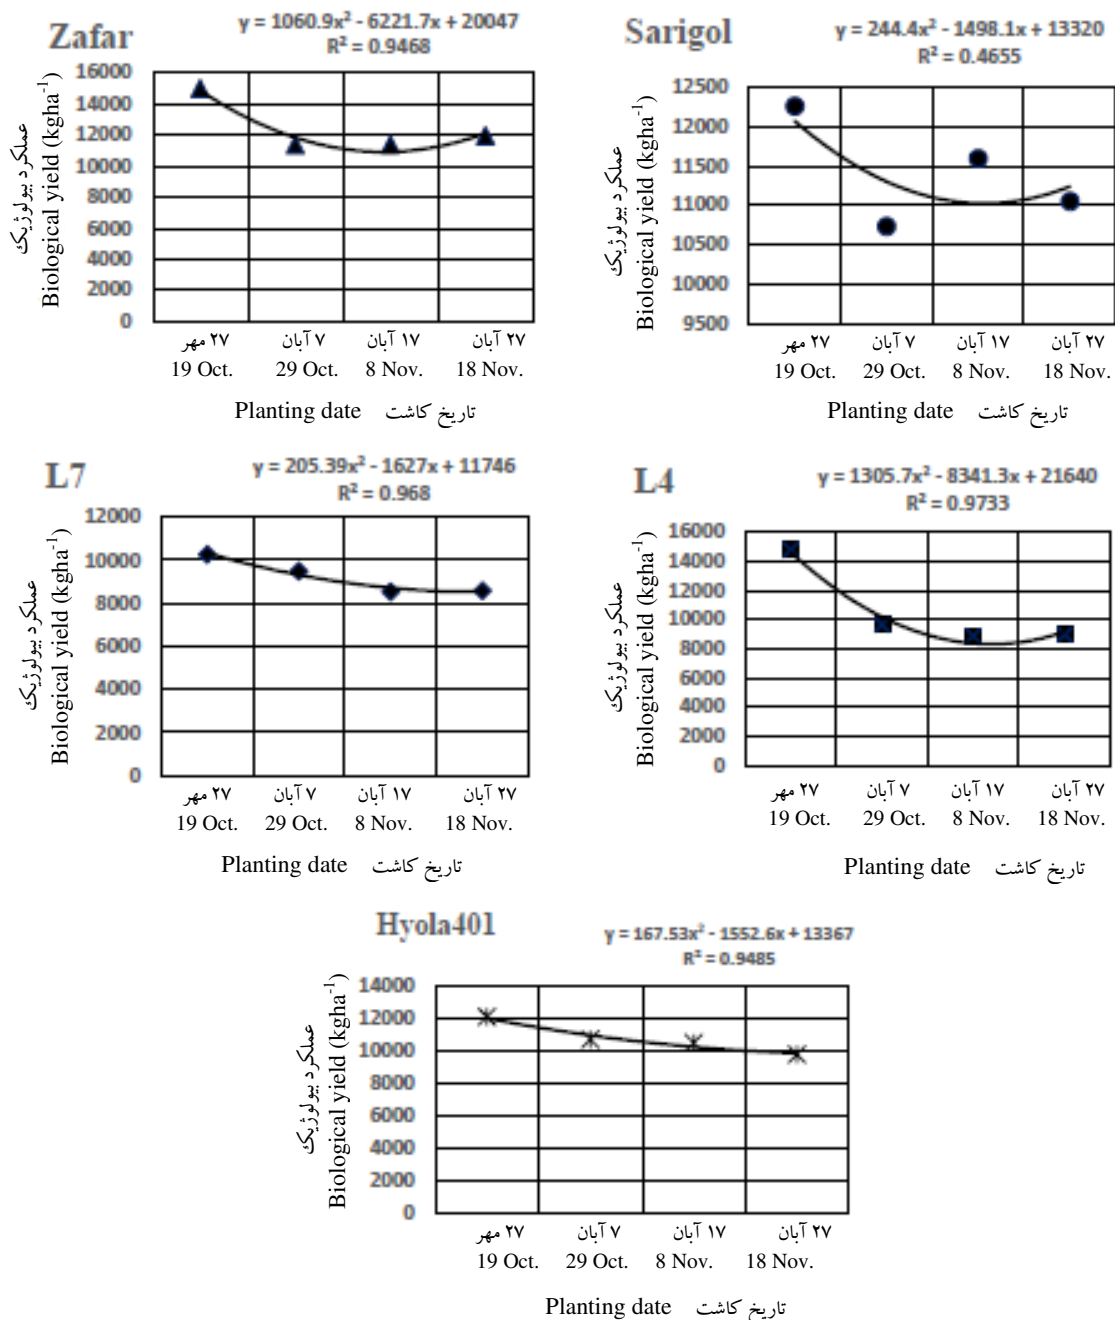 Zafar
y = 1060.9x² - 6221.7x + 20047
R² = 0.9468
عملکرد بیولوژیک
Biological yield (kgha⁻¹)
16000
14000
12000
10000
8000
6000
4000
2000
0
۲۷ مهر ۷ آبان ۱۷ آبان ۲۷ آبان
19 Oct. 29 Oct. 8 Nov. 18 Nov.
Planting date تاریخ کاشت
Sarigol
y = 244.4x² - 1498.1x + 13320
R² = 0.4655
عملکرد بیولوژیک
Biological yield (kgha⁻¹)
12500
12000
11500
11000
10500
10000
9500
۲۷ مهر ۷ آبان ۱۷ آبان ۲۷ آبان
19 Oct. 29 Oct. 8 Nov. 18 Nov.
Planting date تاریخ کاشت
L7
y = 205.39x² - 1627x + 11746
R² = 0.968
عملکرد بیولوژیک
Biological yield (kgha⁻¹)
12000
10000
8000
6000
4000
2000
0
۲۷ مهر ۷ آبان ۱۷ آبان ۲۷ آبان
19 Oct. 29 Oct. 8 Nov. 18 Nov.
Planting date تاریخ کاشت
L4
y = 1305.7x² - 8341.3x + 21640
R² = 0.9733
عملکرد بیولوژیک
Biological yield (kgha⁻¹)
16000
14000
12000
10000
8000
6000
4000
2000
0
۲۷ مهر ۷ آبان ۱۷ آبان ۲۷ آبان
19 Oct. 29 Oct. 8 Nov. 18 Nov.
Planting date تاریخ کاشت
Hyola401
y = 167.53x² - 1552.6x + 13367
R² = 0.9485
عملکرد بیولوژیک
Biological yield (kgha⁻¹)
14000
12000
10000
8000
6000
4000
2000
0
۲۷ مهر ۷ آبان ۱۷ آبان ۲۷ آبان
19 Oct. 29 Oct. 8 Nov. 18 Nov.
Planting date تاریخ کاشت